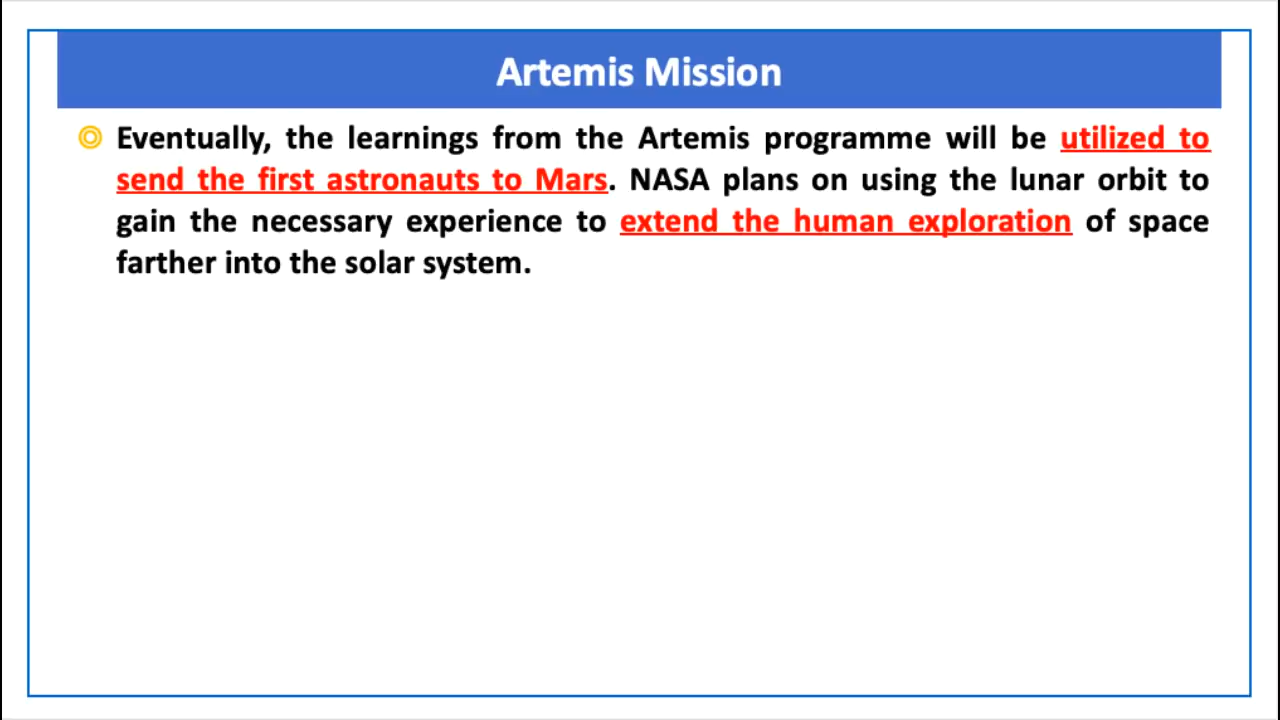 Artemis Mission
Eventually, the learnings from the Artemis programme will be utilized to
send the first astronauts to Mars. NASA plans on using the lunar orbit to
gain the necessary experience to extend the human exploration of space
farther into the solar system.